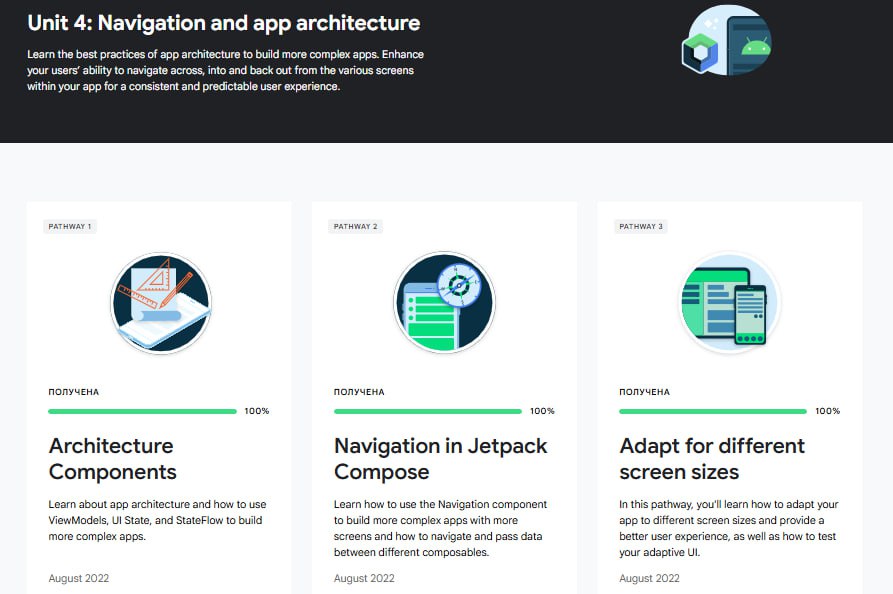 Unit 4: Navigation and app architecture
Learn the best practices of app architecture to build more complex apps. Enhance
your users' ability to navigate across, into and back out from the various screens
within your app for a consistent and predictable user experience.
PATHWAY 1
ПОЛУЧЕНА
100%
Architecture
Components
Learn about app architecture and how to use
ViewModels, UI State, and StateFlow to build
more complex apps.
August 2022
PATHWAY 2
ПОЛУЧЕНА
100%
Navigation in Jetpack
Compose
Learn how to use the Navigation component
to build more complex apps with more
screens and how to navigate and pass data
between different composables.
August 2022
PATHWAY 3
ПОЛУЧЕНА
100%
Adapt for different
screen sizes
In this pathway, you'll learn how to adapt your
app to different screen sizes and provide a
better user experience, as well as how to test
your adaptive UI.
August 2022